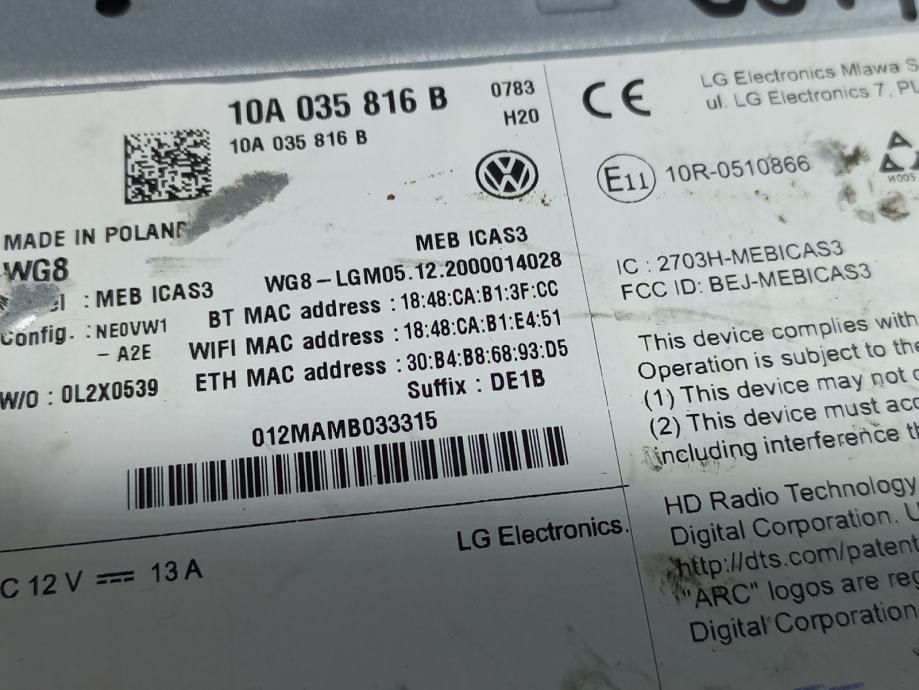 10A 035 816 B
0783
10A 035 816 B
H20
MADE IN
WG8
MEB ICAS3
: MEB ICAS3
WG8-LGM05.12.2000014028
Config. : NE0VW1
- A2E
BT MAC address : 18:48:CA:B1:3F:CC
WIFI MAC address : 18:48:CA:B1:E4:51
W/O : 0L2X0539
ETH MAC address : 30:B4:B8:68:93:D5
Suffix : DE1B
012MAMB033315
LG Electronics.
C 12 V 13 A
CE
LG Electronics Mlawa
ul. LG Electronics 7,
E11 10R-0510866
IC : 2703H-MEBICAS3
FCC ID: BEJ-MEBICAS3
This device complies with
Operation is subject to the
(1) This device may not
(2) This device must
including interference
HD Radio Technology
Digital Corporation.
http://dts.com/patent
"ARC" logos are
Digital Corporation